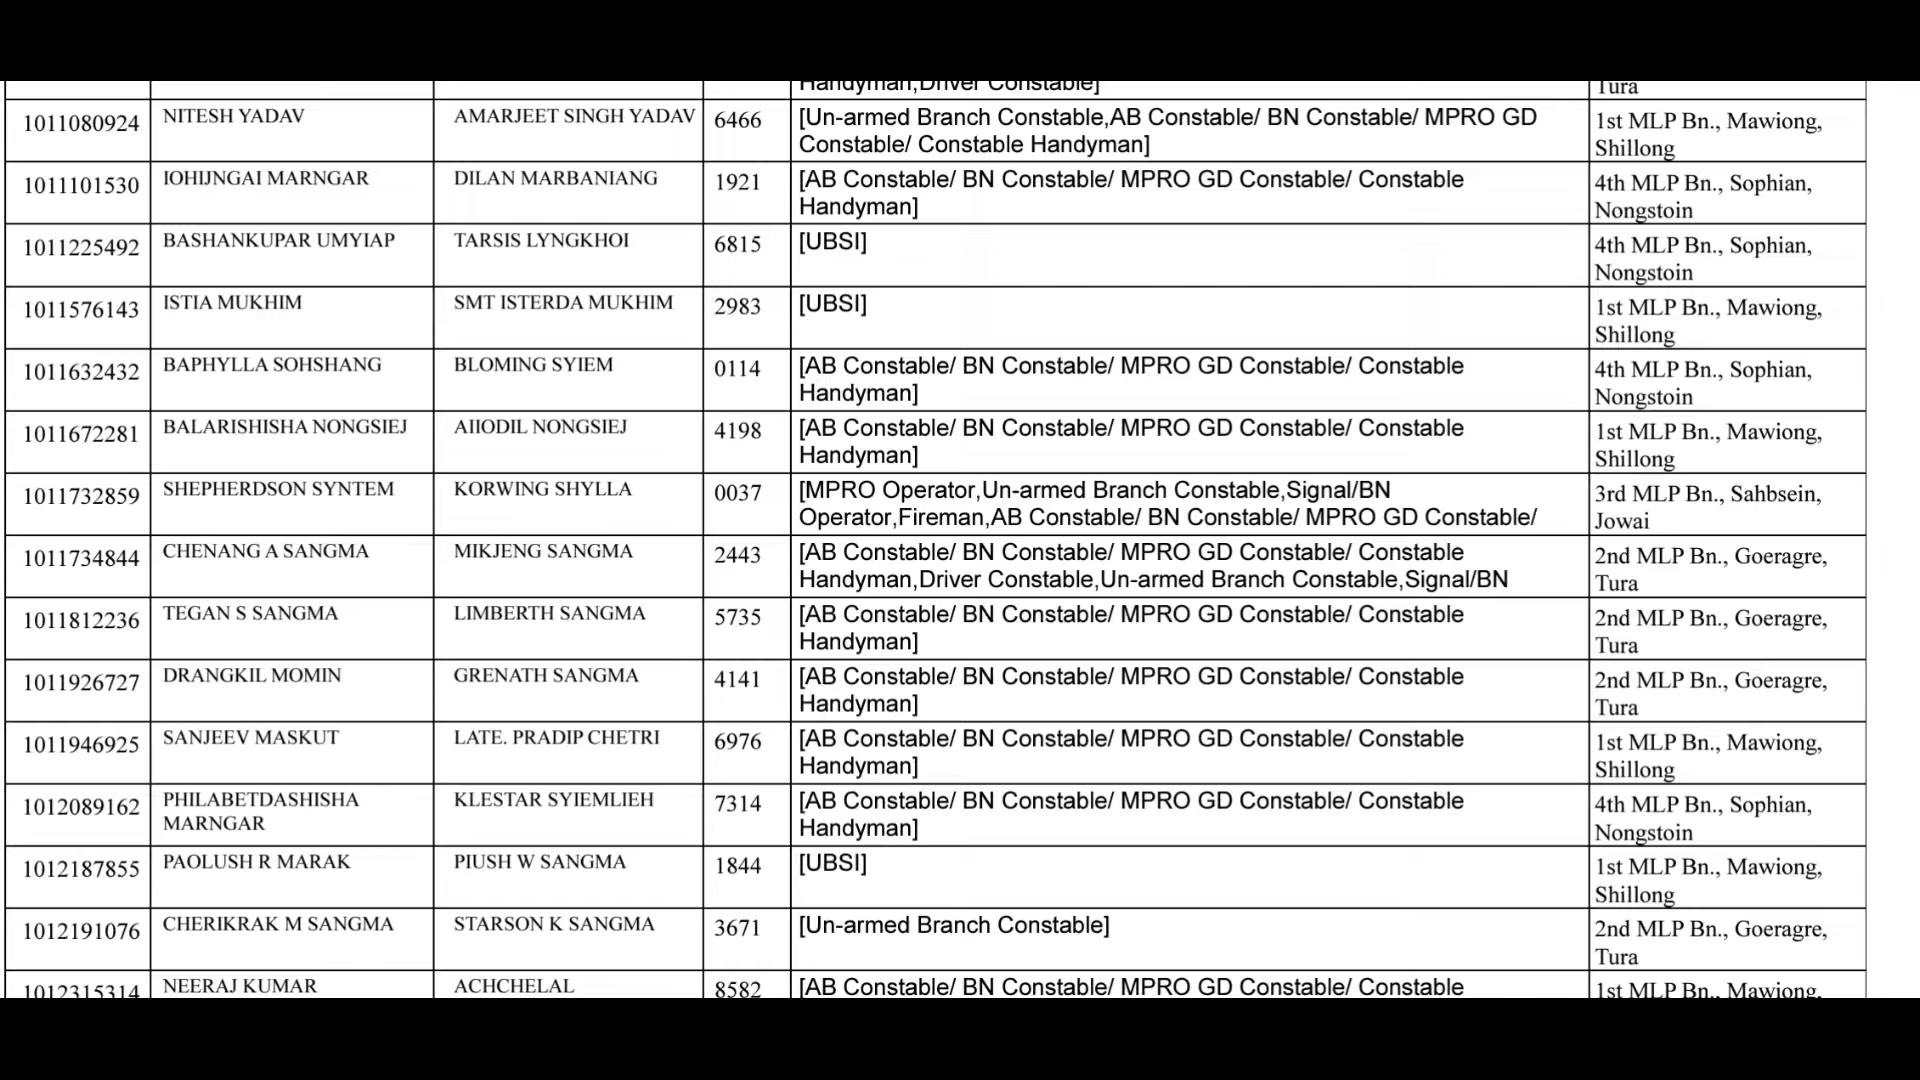 Handyman,Driver Constable]
Tura
1011080924 NITESH YADAV AMARJEET SINGH YADAV 6466 [Un-armed Branch Constable,AB Constable/ BN Constable/ MPRO GD
Constable/ Constable Handyman]
1st MLP Bn., Mawiong,
Shillong
1011101530 IOHIJNGAI MARNGAR DILAN MARBANIANG 1921 [AB Constable/ BN Constable/ MPRO GD Constable/ Constable
Handyman]
4th MLP Bn., Sophian,
Nongstoin
1011225492 BASHANKUPAR UMYIAP TARSIS LYNGKHOI 6815 [UBSI]
4th MLP Bn., Sophian,
Nongstoin
1011576143 ISTIA MUKHIM SMT ISTERDA MUKHIM 2983 [UBSI]
1st MLP Bn., Mawiong,
Shillong
1011632432 BAPHYLLA SOHSHANG BLOMING SYIEM 0114 [AB Constable/ BN Constable/ MPRO GD Constable/ Constable
Handyman]
4th MLP Bn., Sophian,
Nongstoin
1011672281 BALARISHISHA NONGSIEJ AIIODIL NONGSIEJ 4198 [AB Constable/ BN Constable/ MPRO GD Constable/ Constable
Handyman]
1st MLP Bn., Mawiong,
Shillong
1011732859 SHEPHERDSON SYNTEM KORWING SHYLLA 0037 [MPRO Operator,Un-armed Branch Constable,Signal/BN
Operator,Fireman,AB Constable/ BN Constable/ MPRO GD Constable/
3rd MLP Bn., Sahbsein,
Jowai
1011734844 CHENANG A SANGMA MIKJENG SANGMA 2443 [AB Constable/ BN Constable/ MPRO GD Constable/ Constable
Handyman,Driver Constable,Un-armed Branch Constable,Signal/BN
2nd MLP Bn., Goeragre,
Tura
1011812236 TEGAN S SANGMA LIMBERTH SANGMA 5735 [AB Constable/ BN Constable/ MPRO GD Constable/ Constable
Handyman]
2nd MLP Bn., Goeragre,
Tura
1011926727 DRANGKIL MOMIN GRENATH SANGMA 4141 [AB Constable/ BN Constable/ MPRO GD Constable/ Constable
Handyman]
2nd MLP Bn., Goeragre,
Tura
1011946925 SANJEEV MASKUT LATE. PRADIP CHETRI 6976 [AB Constable/ BN Constable/ MPRO GD Constable/ Constable
Handyman]
1st MLP Bn., Mawiong,
Shillong
1012089162 PHILABETDASHISHA
MARNGAR
KLESTAR SYIEMLIEH 7314 [AB Constable/ BN Constable/ MPRO GD Constable/ Constable
Handyman]
4th MLP Bn., Sophian,
Nongstoin
1012187855 PAOLUSH R MARAK PIUSH W SANGMA 1844 [UBSI]
1st MLP Bn., Mawiong,
Shillong
1012191076 CHERIKRAK M SANGMA STARSON K SANGMA 3671 [Un-armed Branch Constable]
2nd MLP Bn., Goeragre,
Tura
1012315314 NEERAJ KUMAR ACHCHELAL 8582 [AB Constable/ BN Constable/ MPRO GD Constable/ Constable
1st MLP Bn., Mawiong,